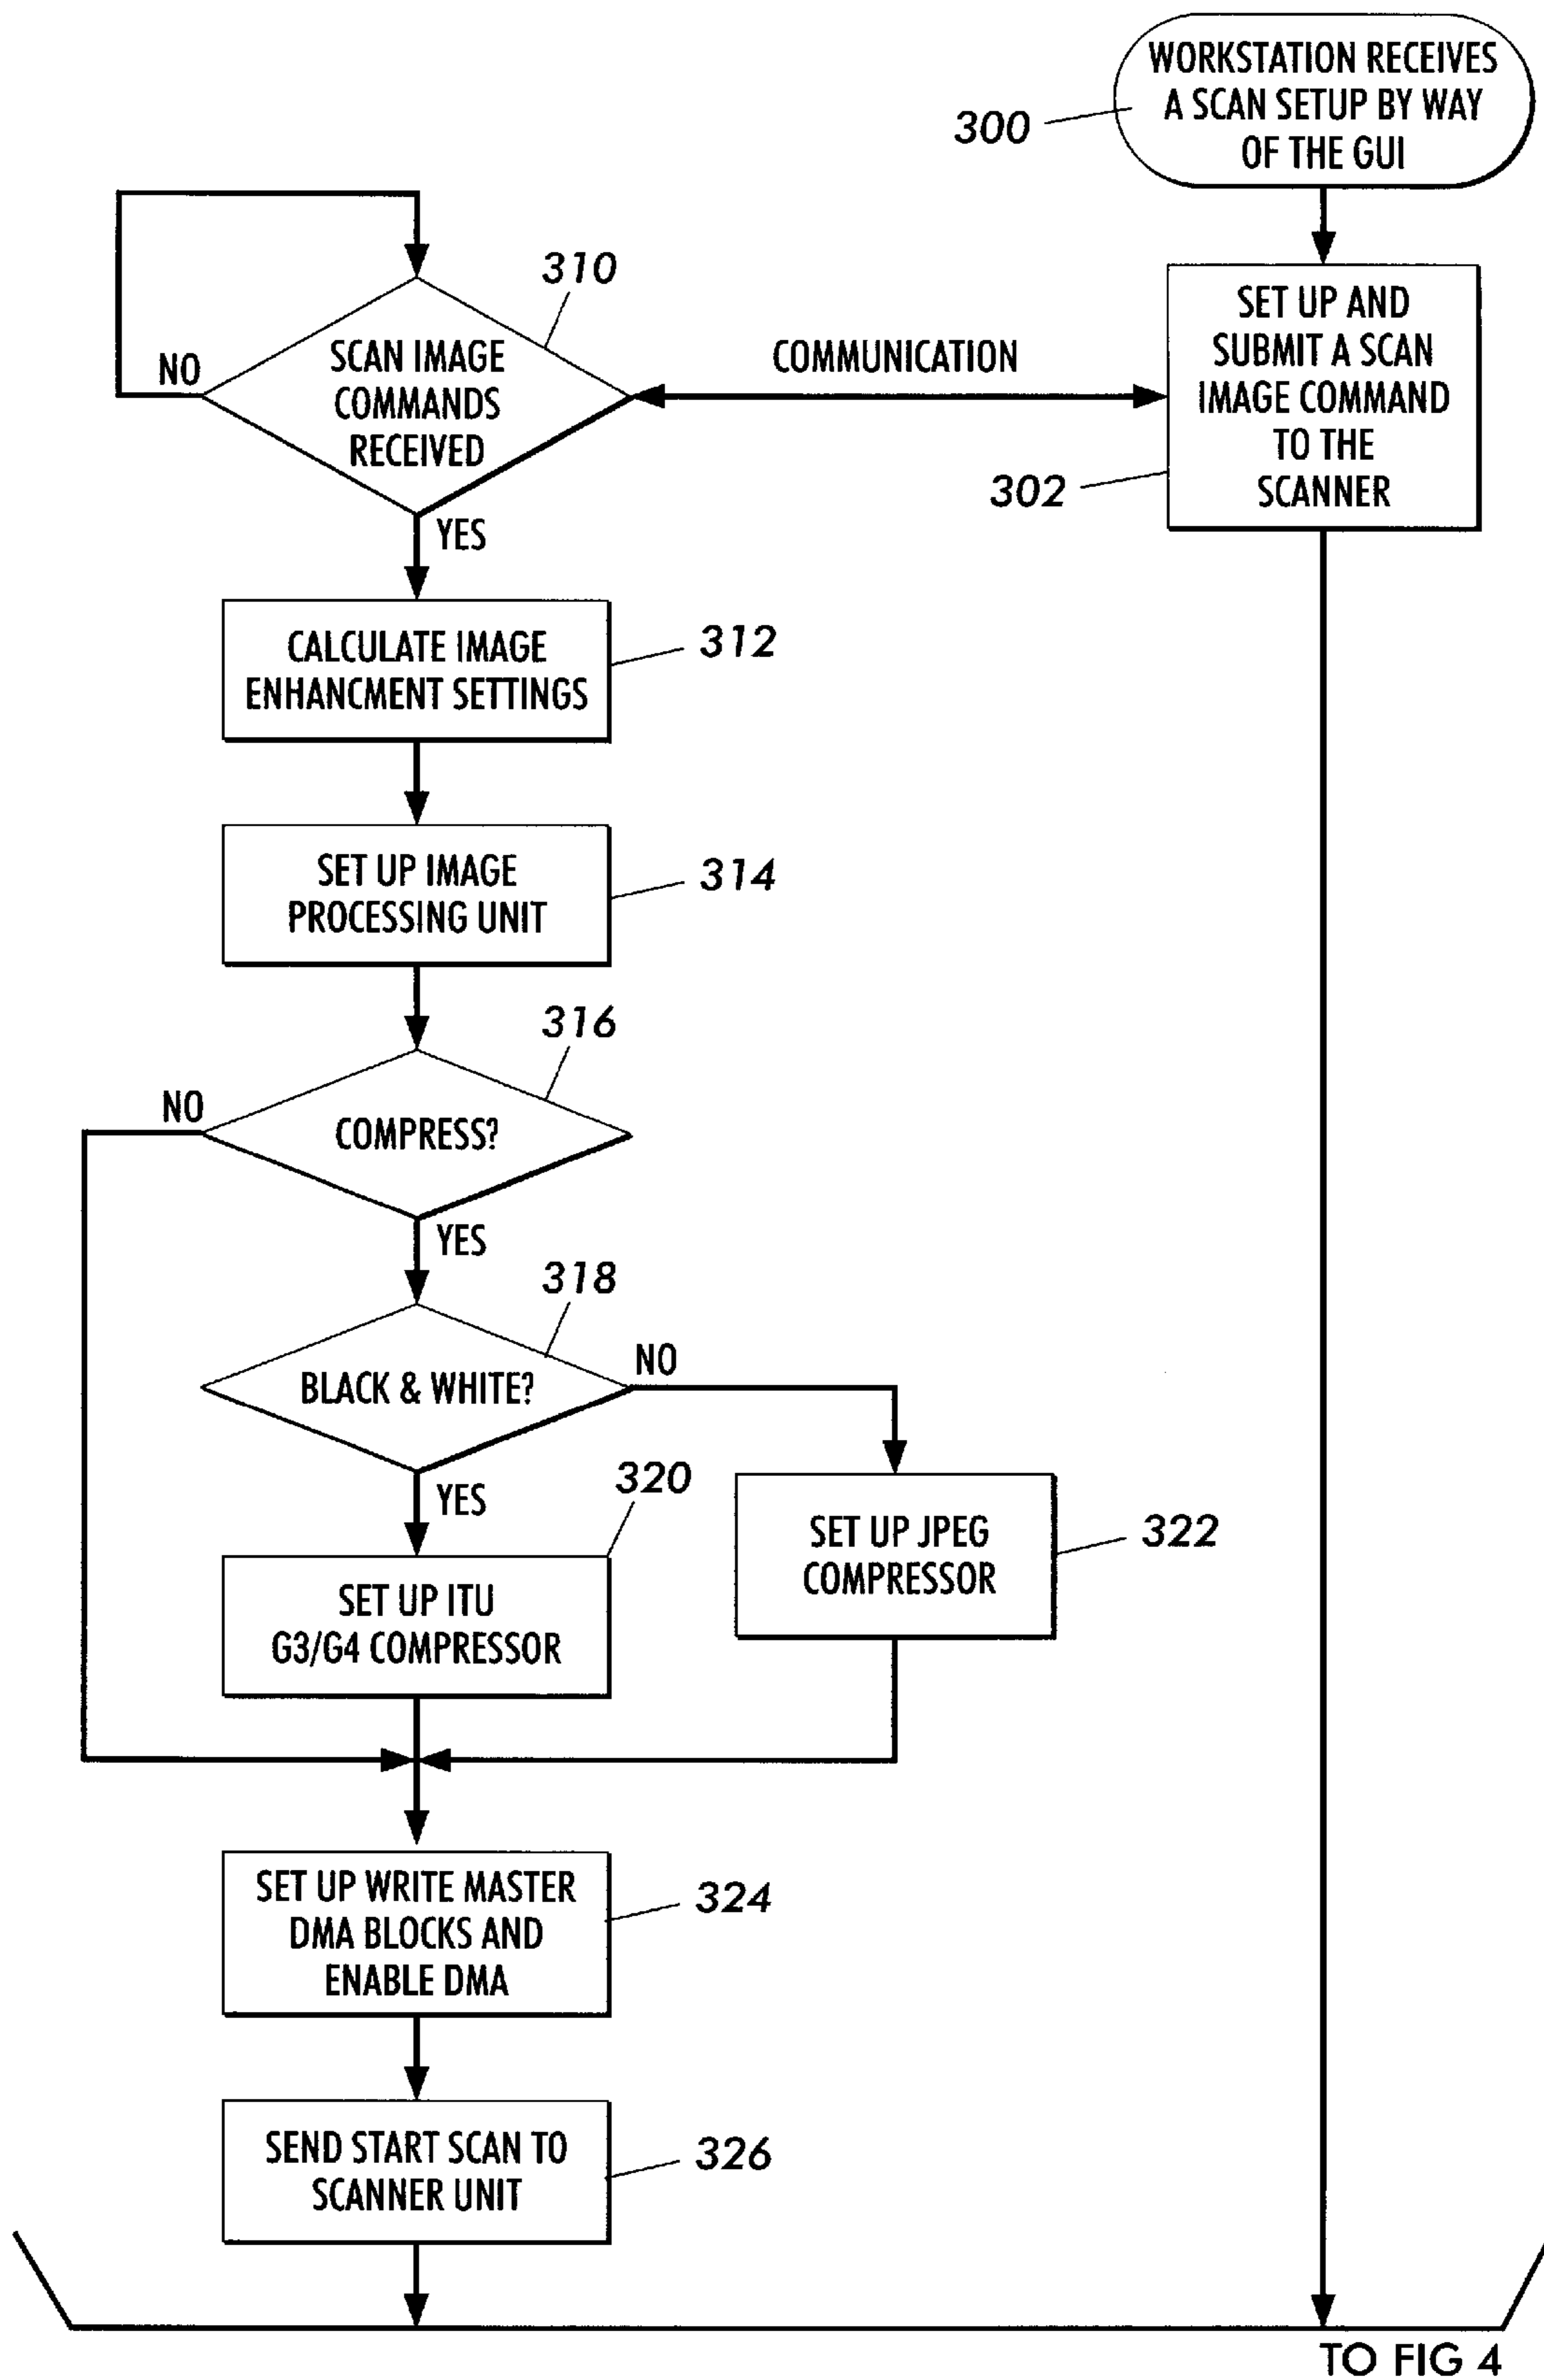 WORKSTATION RECEIVES
A SCAN SETUP BY WAY
OF THE GUI
300
310
SCAN IMAGE
COMMANDS
RECEIVED
NO
YES
COMMUNICATION
SET UP AND
SUBMIT A SCAN
IMAGE COMMAND
TO THE
SCANNER
302
CALCULATE IMAGE
ENHANCMENT SETTINGS
312
SET UP IMAGE
PROCESSING UNIT
314
316
NO
COMPRESS?
YES
318
BLACK & WHITE?
NO
YES
320
SET UP JPEG
COMPRESSOR
322
SET UP ITU
G3/G4 COMPRESSOR
SET UP WRITE MASTER
DMA BLOCKS AND
ENABLE DMA
324
SEND START SCAN TO
SCANNER UNIT
326
TO FIG 4